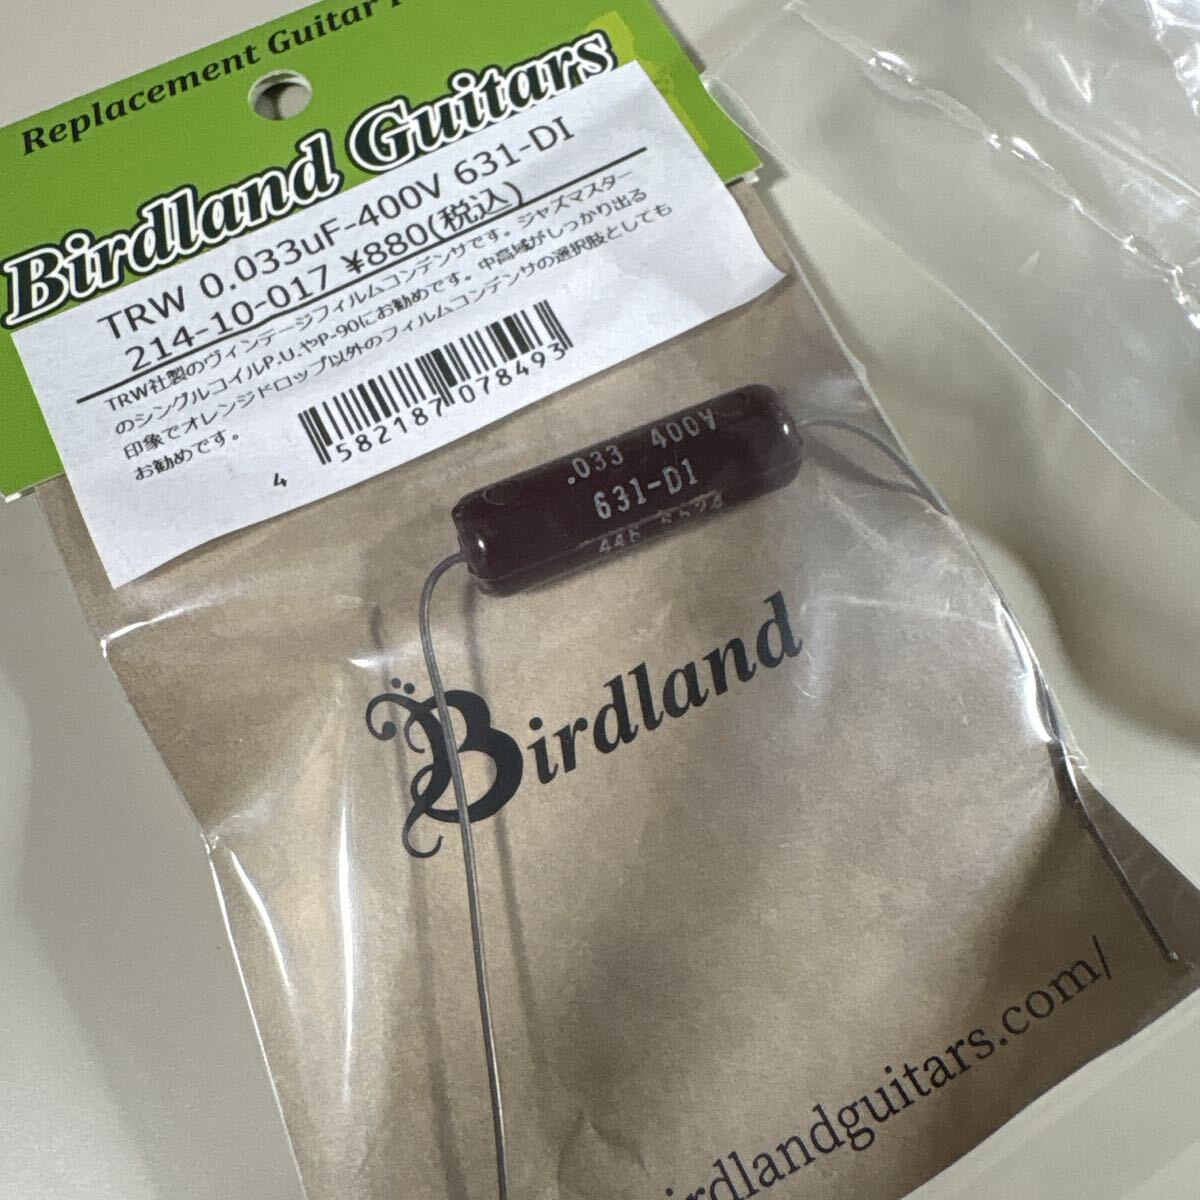 Replacement Guitar
Birdland Guitars
TRW 0.033uF-400V 631-DI
214-10-017 ¥880(税込)
TRW社製のヴィンテージフィルムコンデンサです。ジャズマスター
のシングルコイルP.U.やP-90にお勧めです。中高域がしっかり出る
印象でオレンジドロップ以外のフィルムコンデンサの選択肢としても
お勧めです。
4 582187 078493
.033 400V
631-D1
Birdland
rdlandguitars.com/